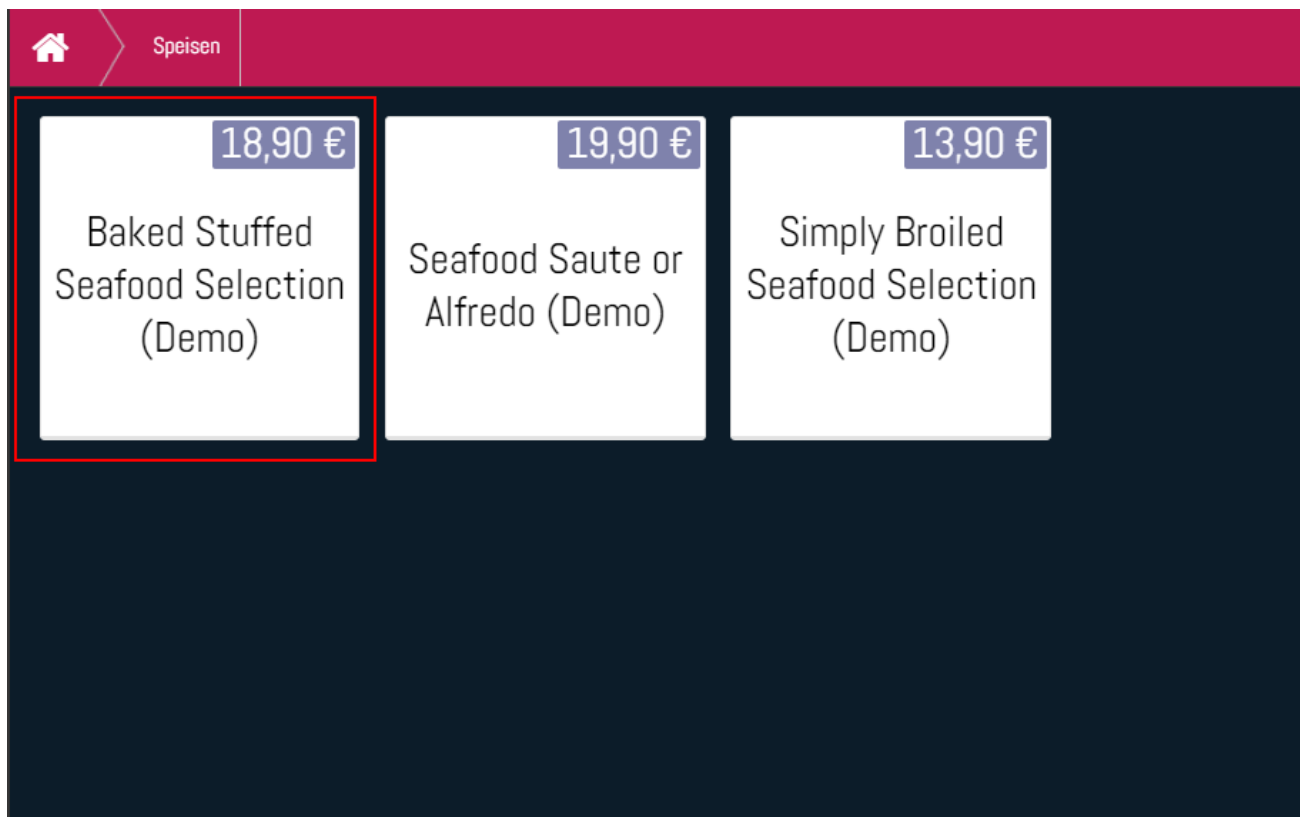 Speisen
18,90 €
Baked Stuffed
Seafood Selection
(Demo)
19,90 €
Seafood Saute or
Alfredo (Demo)
13,90 €
Simply Broiled
Seafood Selection
(Demo)